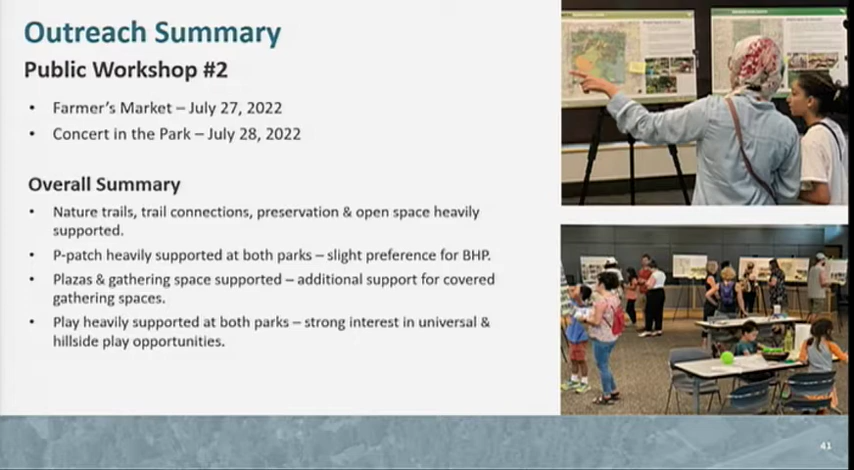 Outreach Summary
Public Workshop #2
• Farmer's Market – July 27, 2022
• Concert in the Park – July 28, 2022
Overall Summary
• Nature trails, trail connections, preservation & open space heavily
supported.
• P-patch heavily supported at both parks – slight preference for BHP.
• Plazas & gathering space supported – additional support for covered
gathering spaces.
• Play heavily supported at both parks – strong interest in universal &
hillside play opportunities.
41